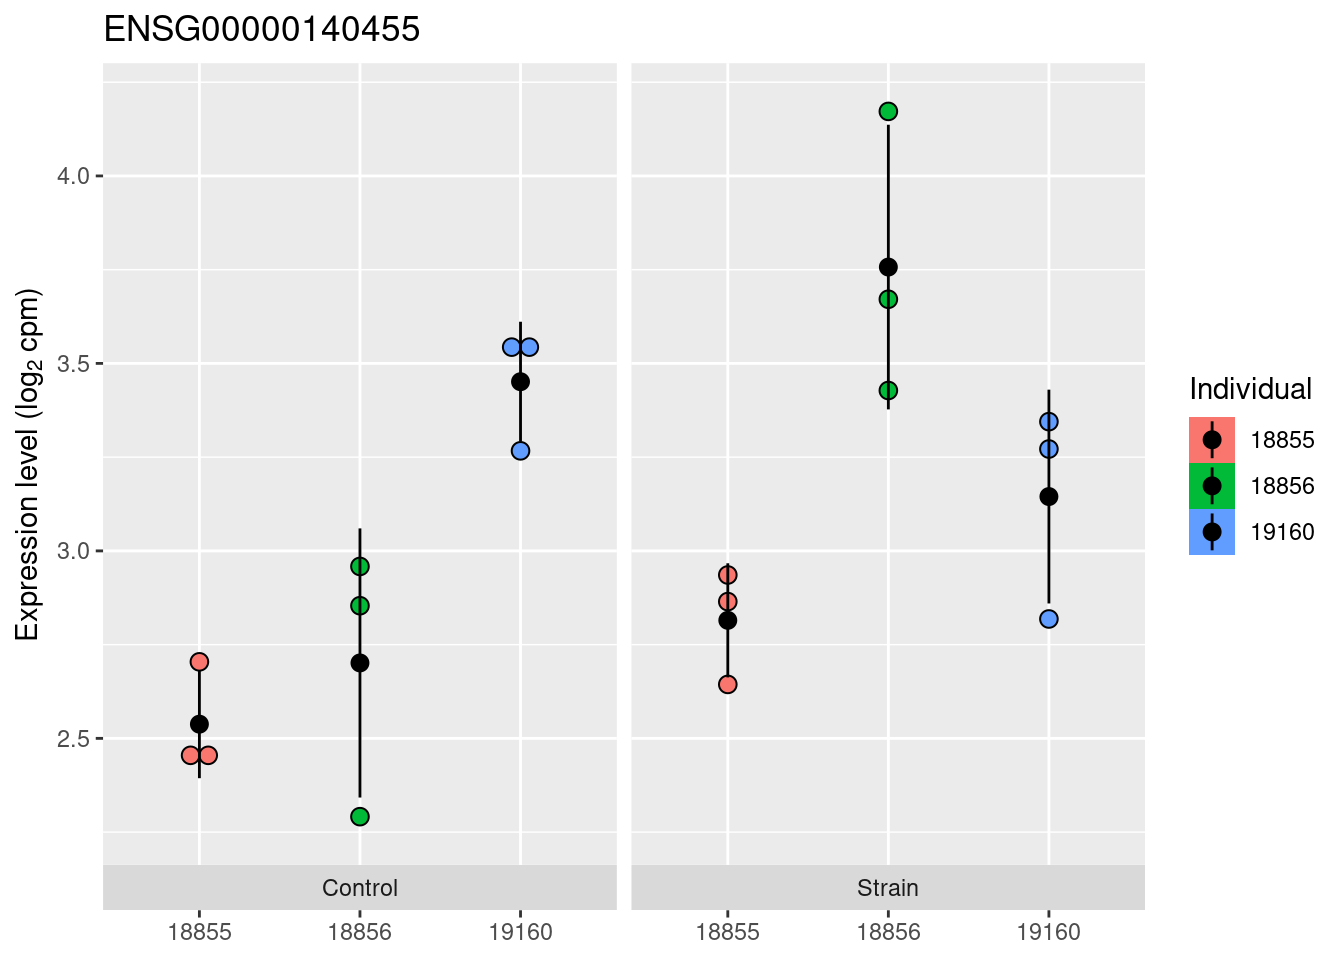 ENSG00000140455
Expression level (log2 cpm)
4.0
3.5
3.0
2.5
Control
Strain
18855
18856
19160
18855
18856
19160
Individual
18855
18856
19160